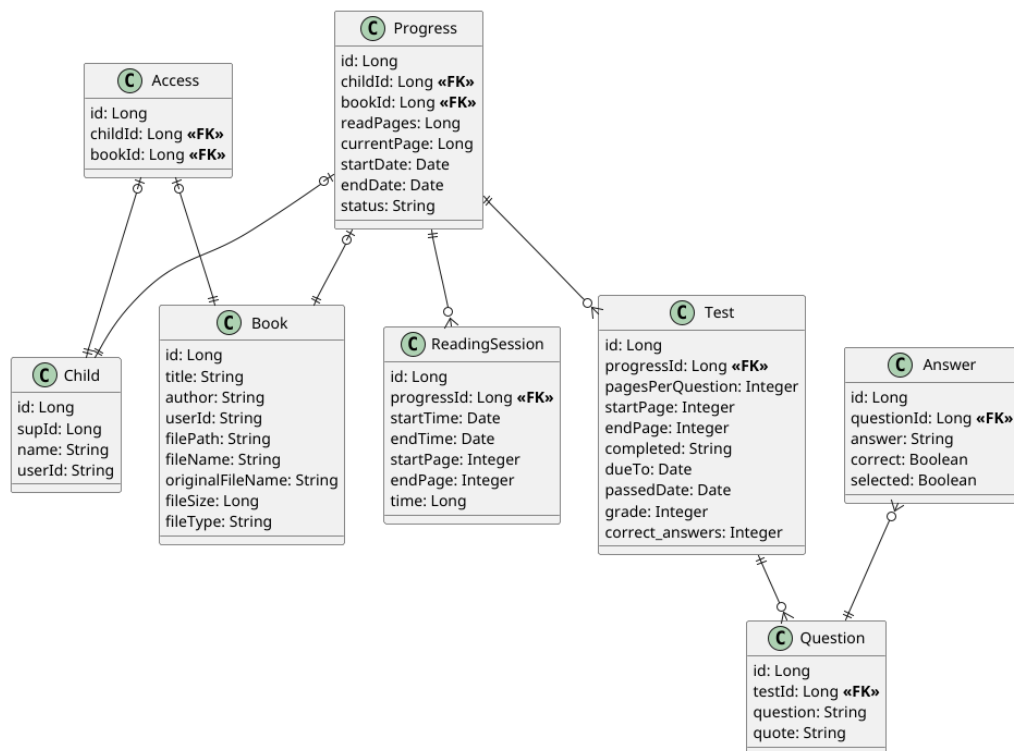 C Progress
id: Long
childId: Long «FK»
bookId: Long «FK»
readPages: Long
currentPage: Long
startDate: Date
endDate: Date
status: String
C Access
id: Long
childId: Long «FK»
bookId: Long «FK»
C Child
id: Long
supId: Long
name: String
userId: String
C Book
id: Long
title: String
author: String
userId: String
filePath: String
fileName: String
originalFileName: String
fileSize: Long
fileType: String
C ReadingSession
id: Long
progressId: Long «FK»
startTime: Date
endTime: Date
startPage: Integer
endPage: Integer
time: Long
C Test
id: Long
progressId: Long «FK»
pagesPerQuestion: Integer
startPage: Integer
endPage: Integer
completed: String
dueTo: Date
passedDate: Date
grade: Integer
correct_answers: Integer
C Answer
id: Long
questionId: Long «FK»
answer: String
correct: Boolean
selected: Boolean
C Question
id: Long
testId: Long «FK»
question: String
quote: String